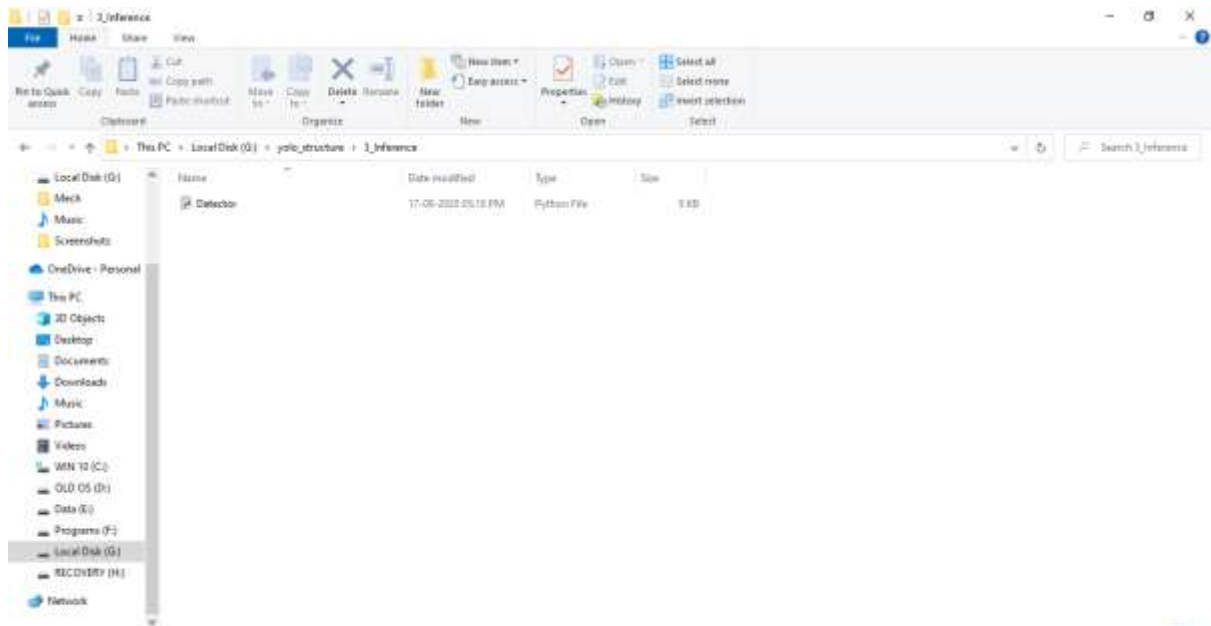 3_Inference
File Home Share View
Pin to Quick access
Copy
Paste
Cut
Copy path
Paste shortcut
Move to
Copy to
Delete
Rename
New folder
New item
Easy access
Properties
Open
Edit
History
Select all
Select none
Invert selection
Clipboard Organize New Open Select
This PC Local Disk (G:) yolo_structure 3_Inference
Search 3_Inference
Name Date modified Type Size
Detector Python File
Local Disk (G:)
Mech
Music
Screenshots
OneDrive - Personal
This PC
3D Objects
Desktop
Documents
Downloads
Music
Pictures
Videos
WIN 10 (C:)
OLD OS (D:)
Data (E:)
Programs (F:)
Local Disk (G:)
RECOVERY (H:)
Network